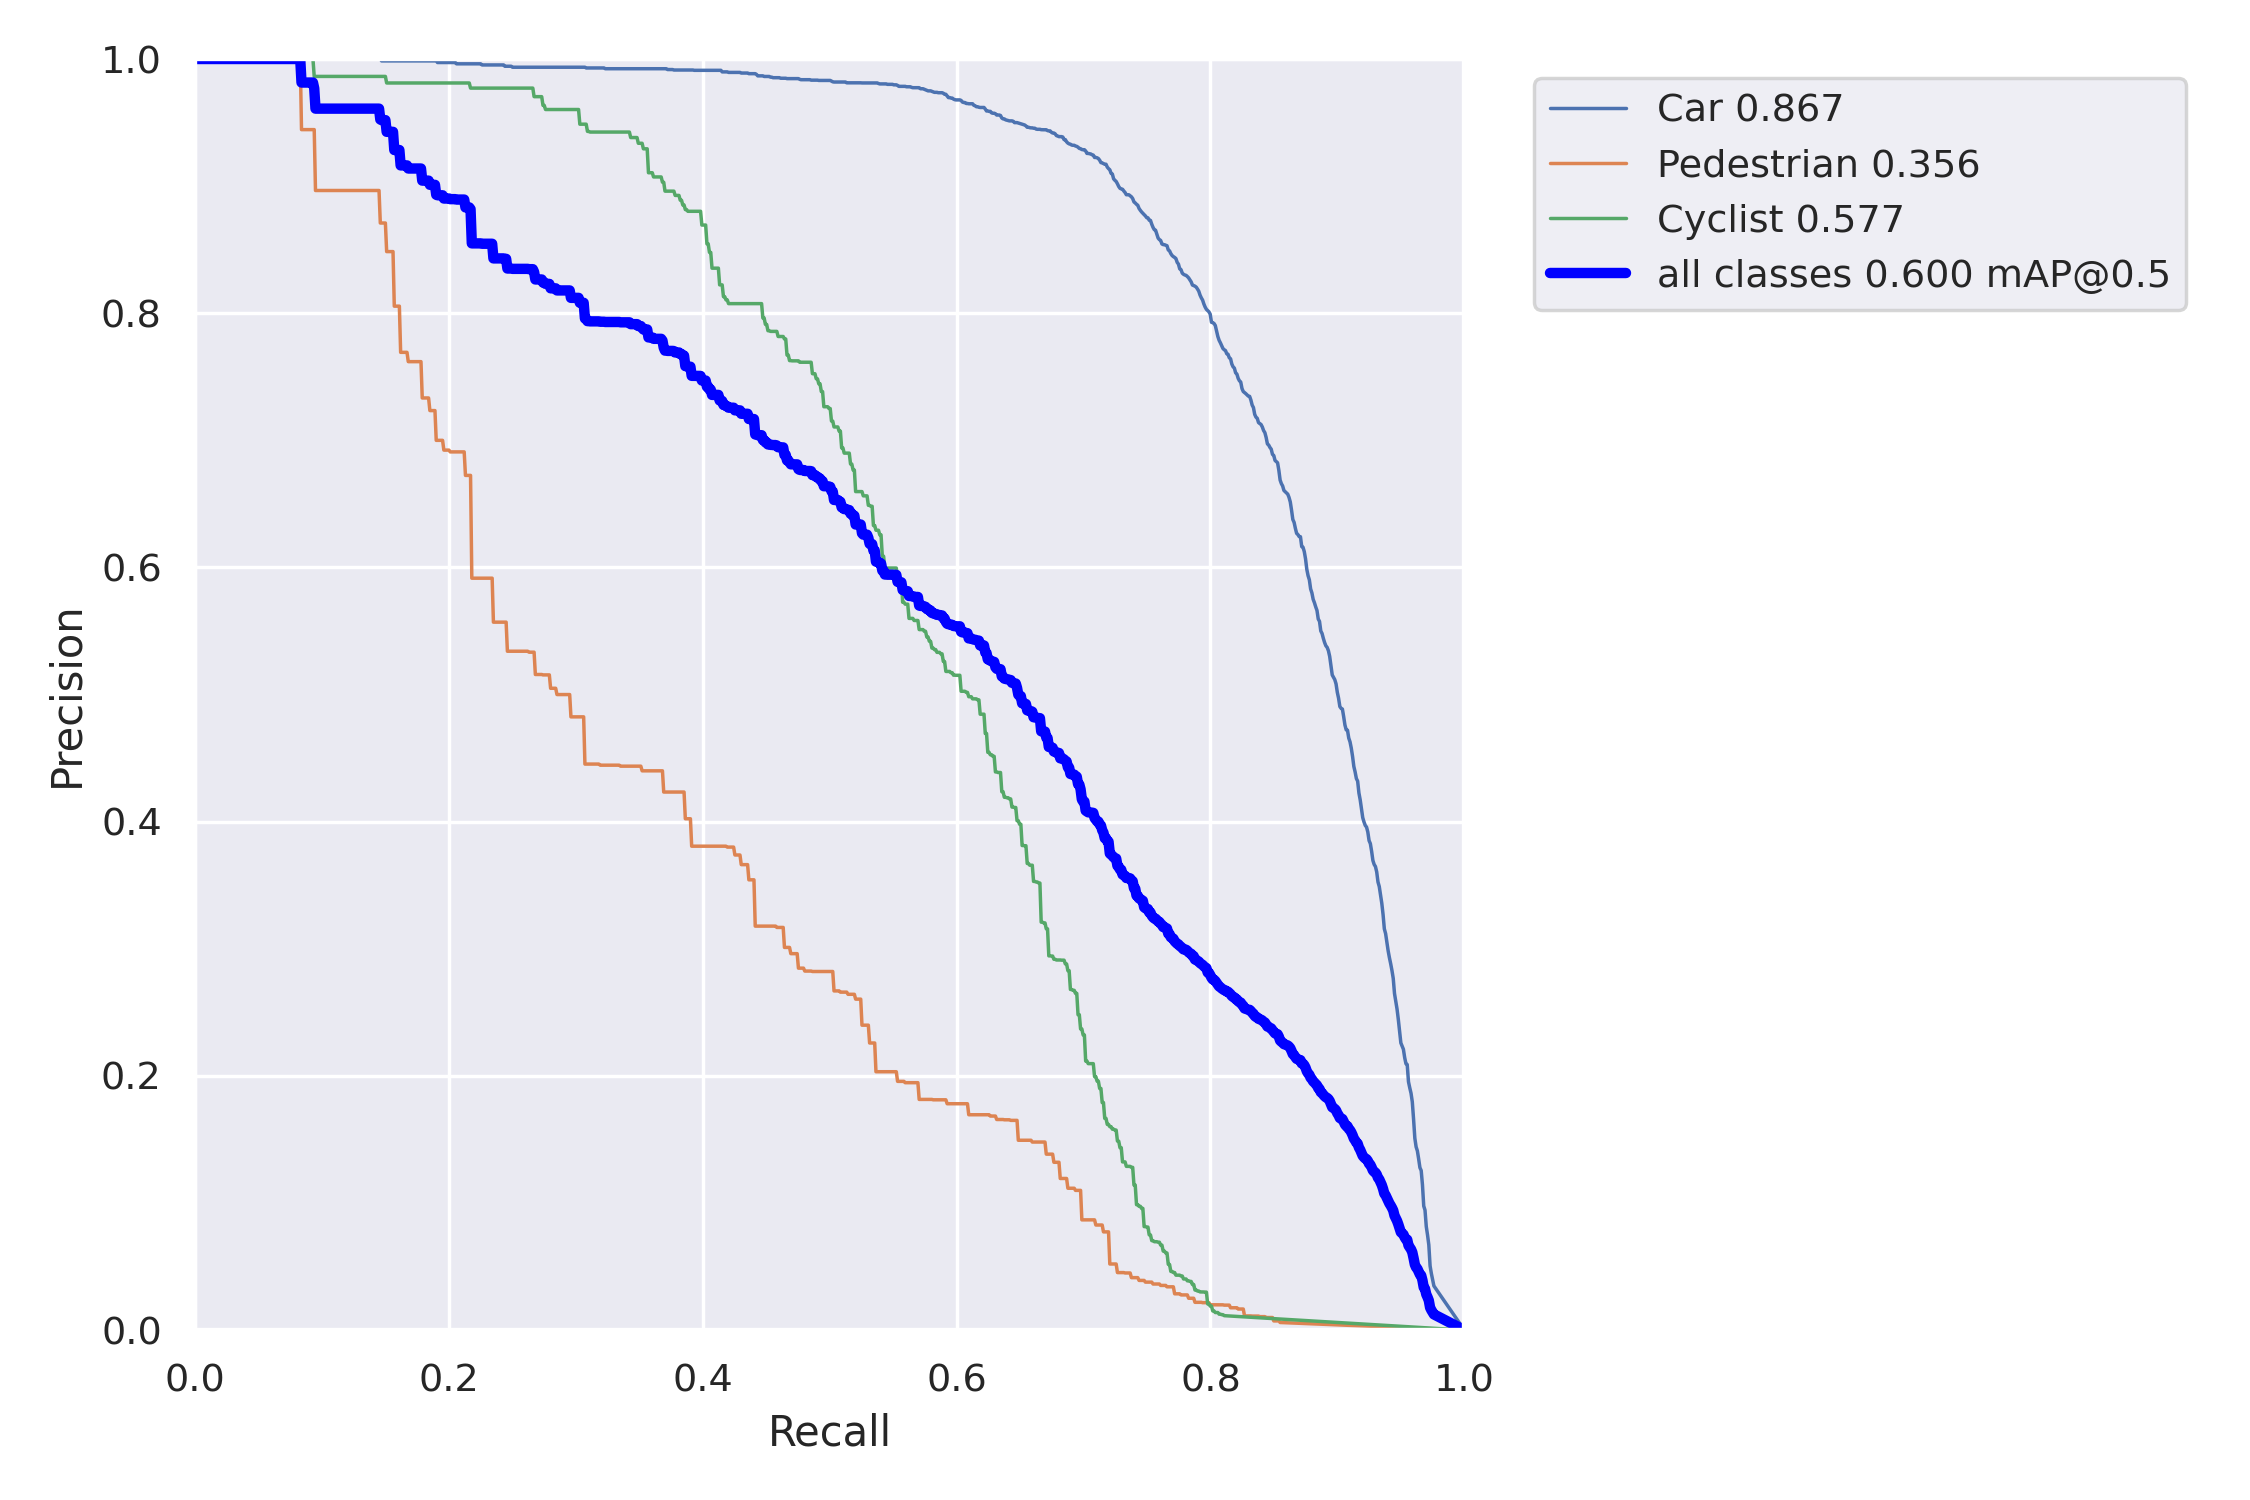 1.0
0.8
0.6
0.4
0.2
0.0
Precision
0.0 0.2 0.4 0.6 0.8 1.0
Recall
Car 0.867
Pedestrian 0.356
Cyclist 0.577
all classes 0.600 mAP@0.5